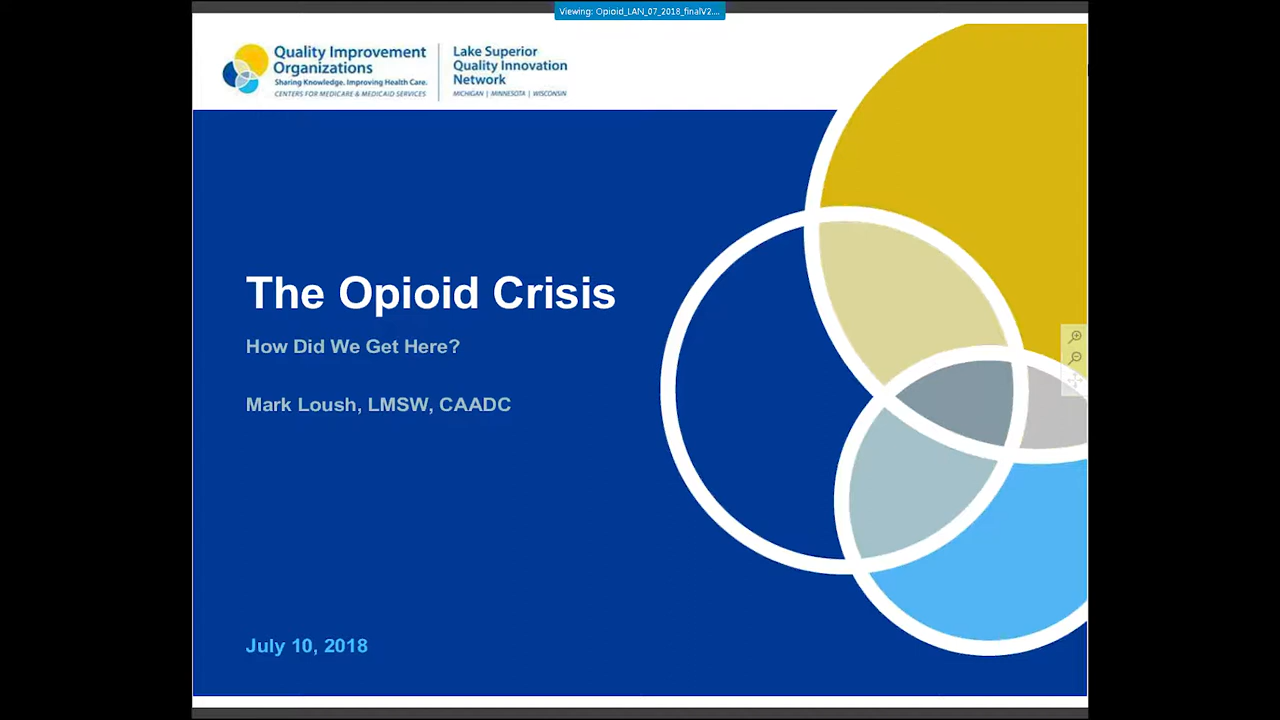 Viewing: Opioid_LAN_07_2018_finalV2....
Quality Improvement
Organizations
Sharing Knowledge. Improving Health Care.
CENTERS FOR MEDICARE & MEDICAID SERVICES
Lake Superior
Quality Innovation
Network
MICHIGAN | MINNESOTA | WISCONSIN
The Opioid Crisis
How Did We Get Here?
Mark Loush, LMSW, CAADC
July 10, 2018